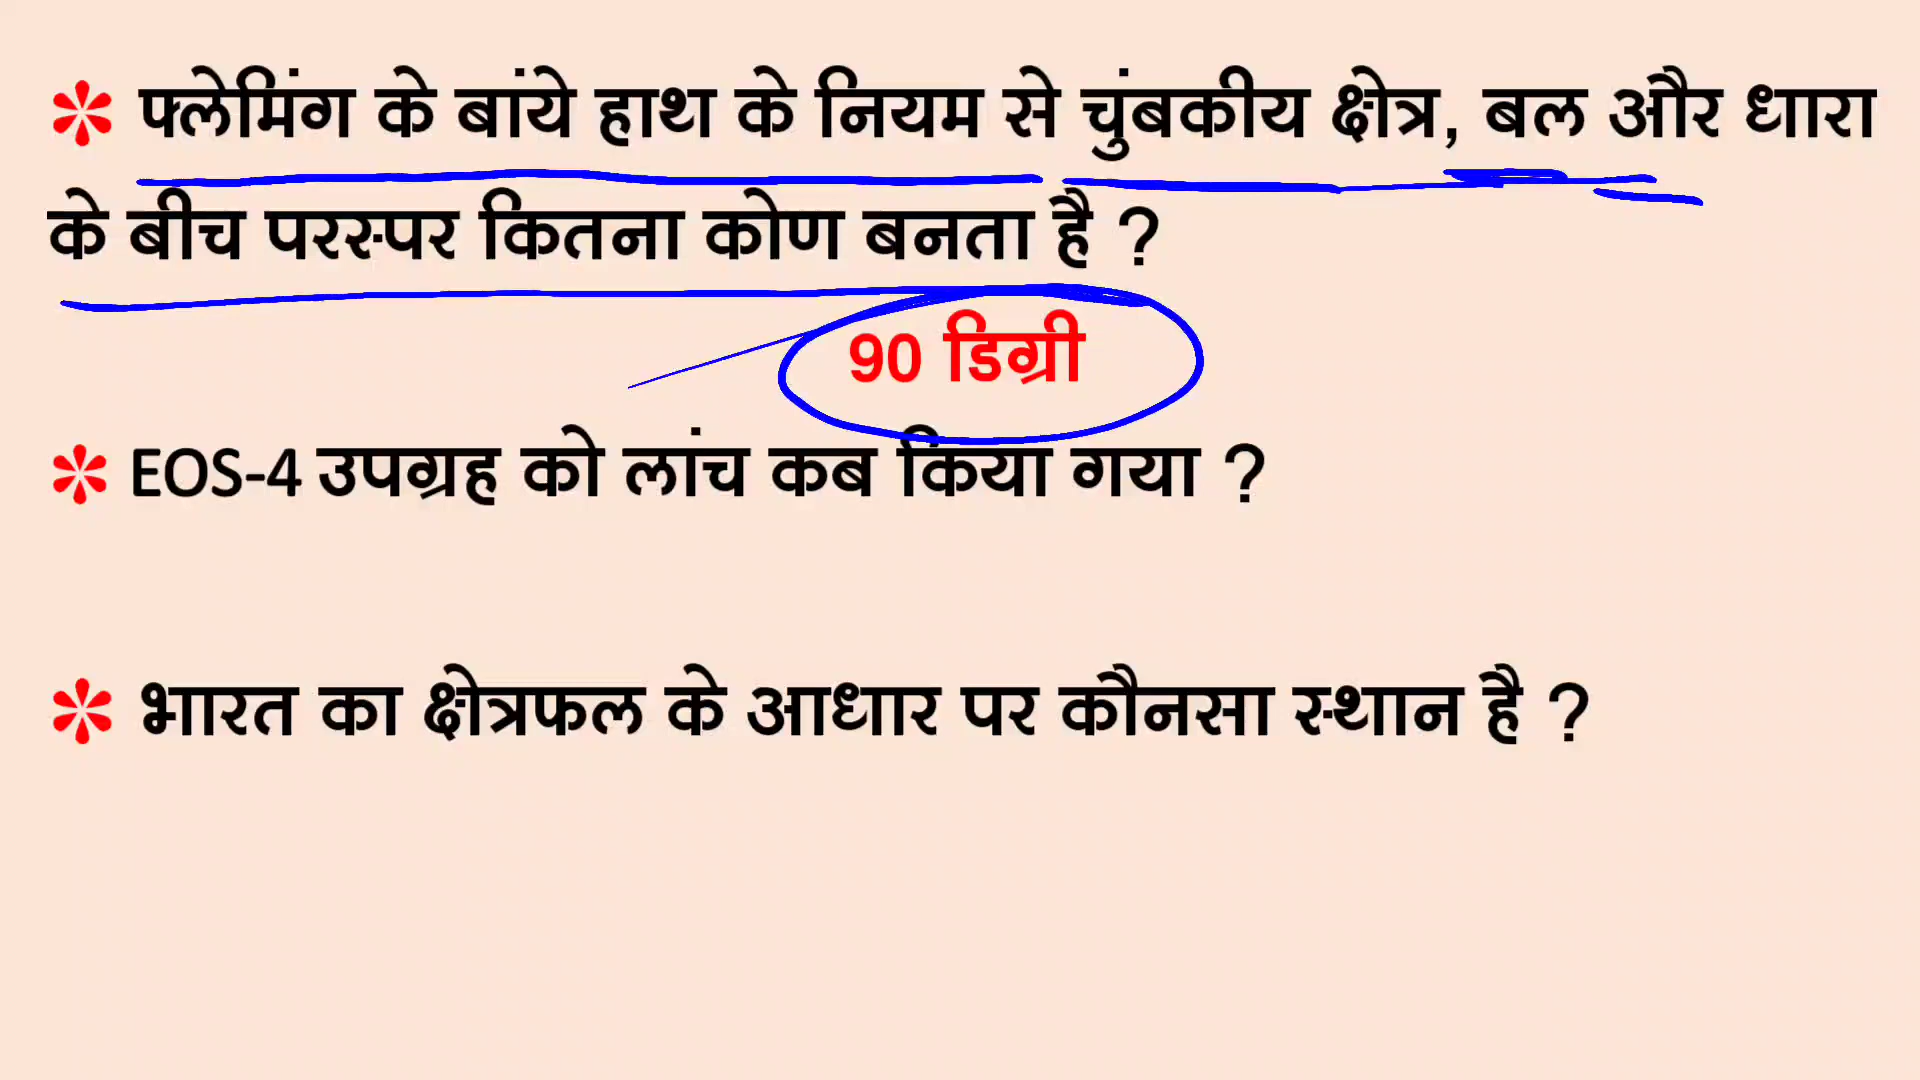 * फ्लेमिंग के बांये हाथ के नियम से चुंबकीय क्षेत्र, बल और धारा
के बीच परस्पर कितना कोण बनता है ?
90 डिग्री
* EOS-4 उपग्रह को लांच कब किया गया ?
* भारत का क्षेत्रफल के आधार पर कौनसा स्थान है ?